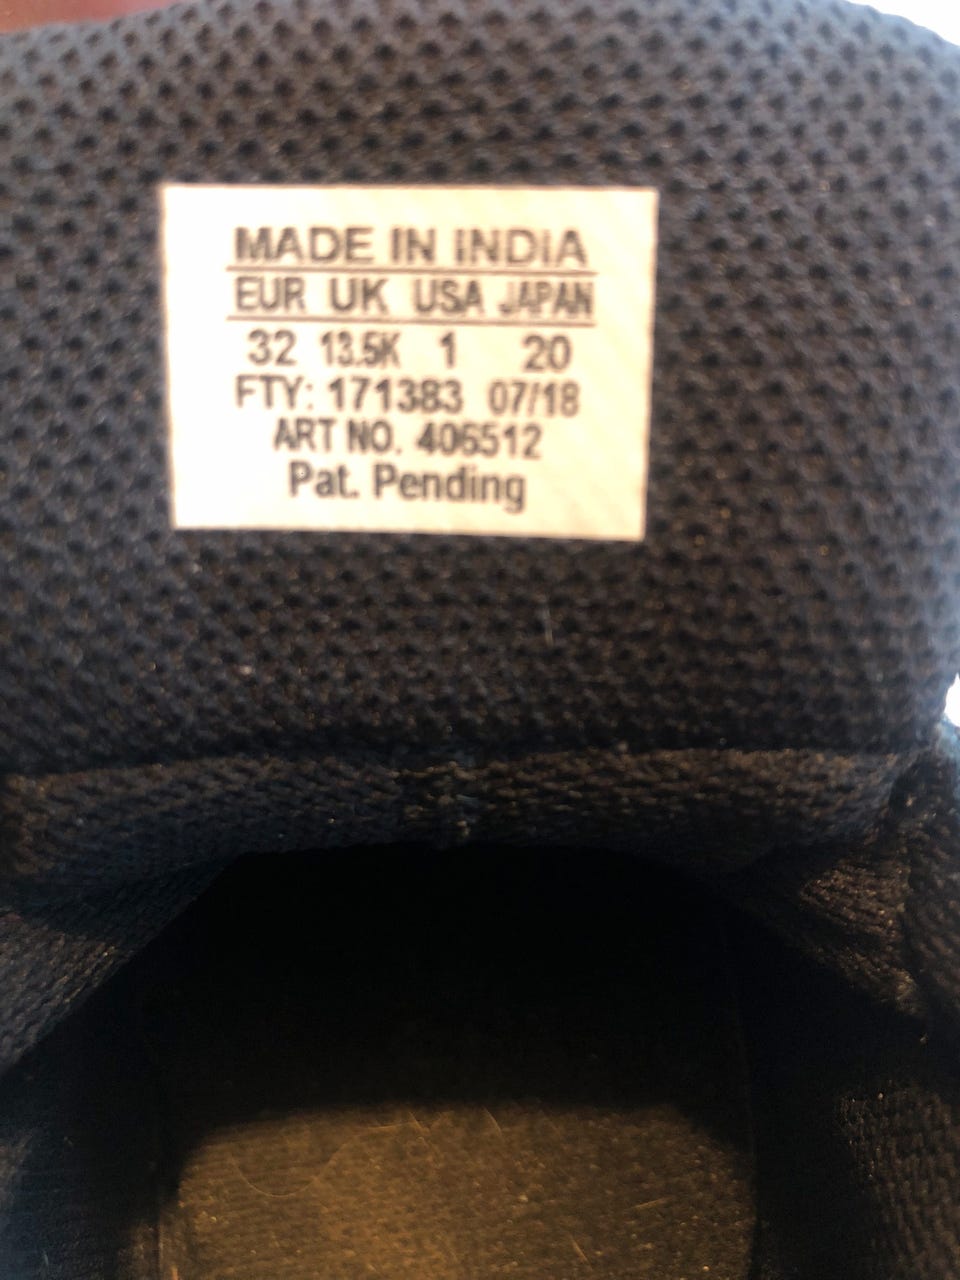 MADE IN INDIA
EUR UK USA JAPAN
32 13.5K 1 20
FTY: 171383 07/18
ART NO. 406512
Pat. Pending